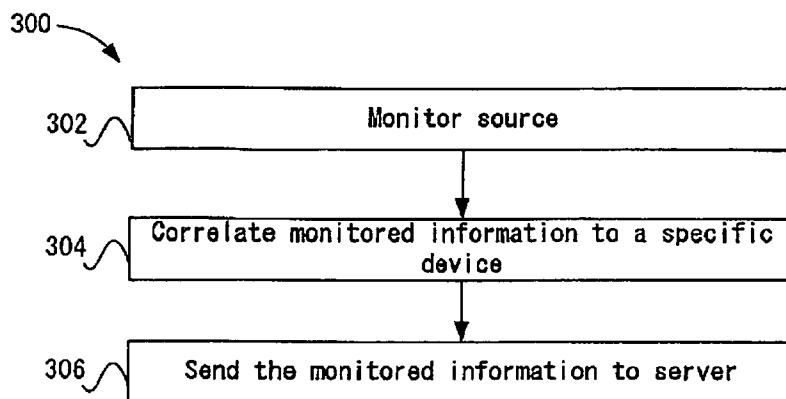 300
302
Monitor source
304
Correlate monitored information to a specific
device
306
Send the monitored information to server